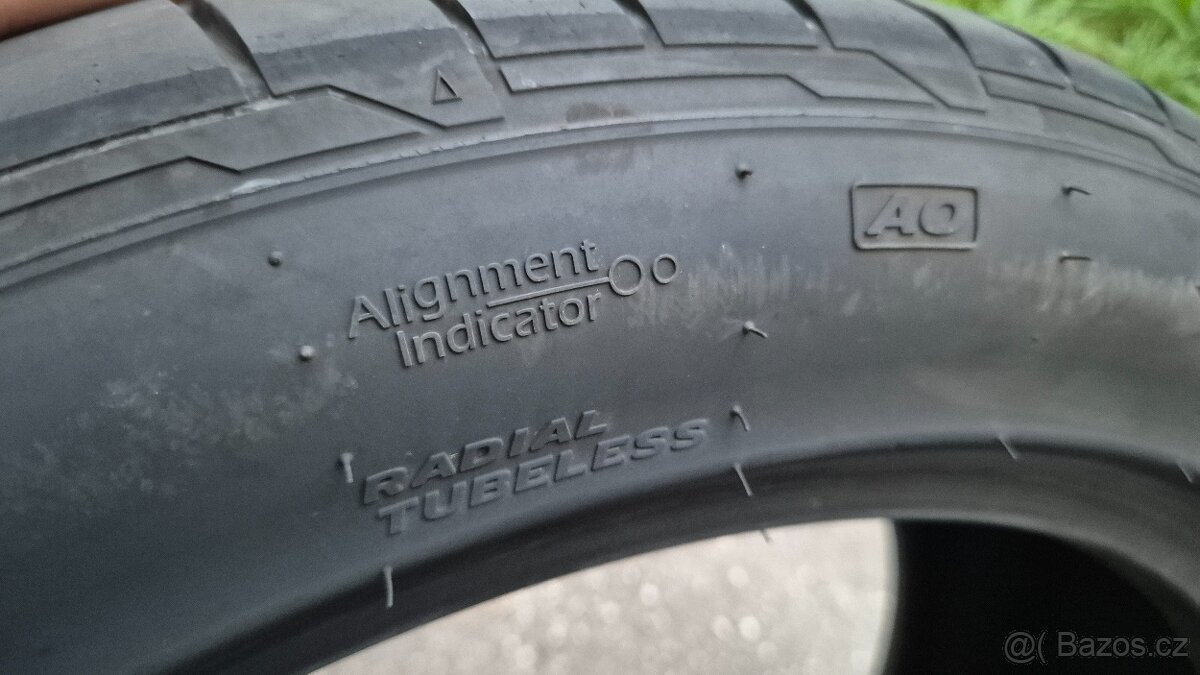 AO
Alignment
Indicator
RADIAL
TUBELESS
@( Bazos.cz